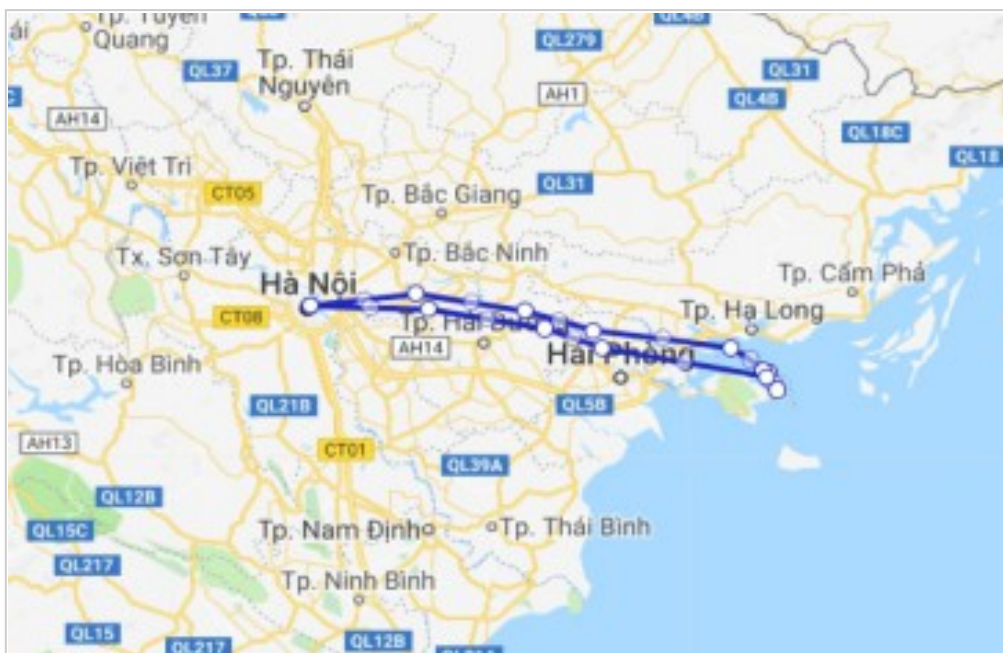 QL4B
Tp. Tuyên
Quang
QL279
QL37
Tp. Thái
Nguyên
QL31
AH1
QL4B
AH14
QL18C
QL18
Tp. Việt Trì
CT05
QL31
Tp. Bắc Giang
Tx. Sơn Tây
Tp. Bắc Ninh
Hà Nội
Tp. Cẩm Phả
CT08
Tp. Hạ Long
AH14
Hải Phòng
Tp. Hòa Bình
QL21B
QL5B
AH13
CT01
QL39A
QL12B
QL15C
Tp. Nam Định
Tp. Thái Bình
QL217
Tp. Ninh Bình
QL15
QL217
QL12B